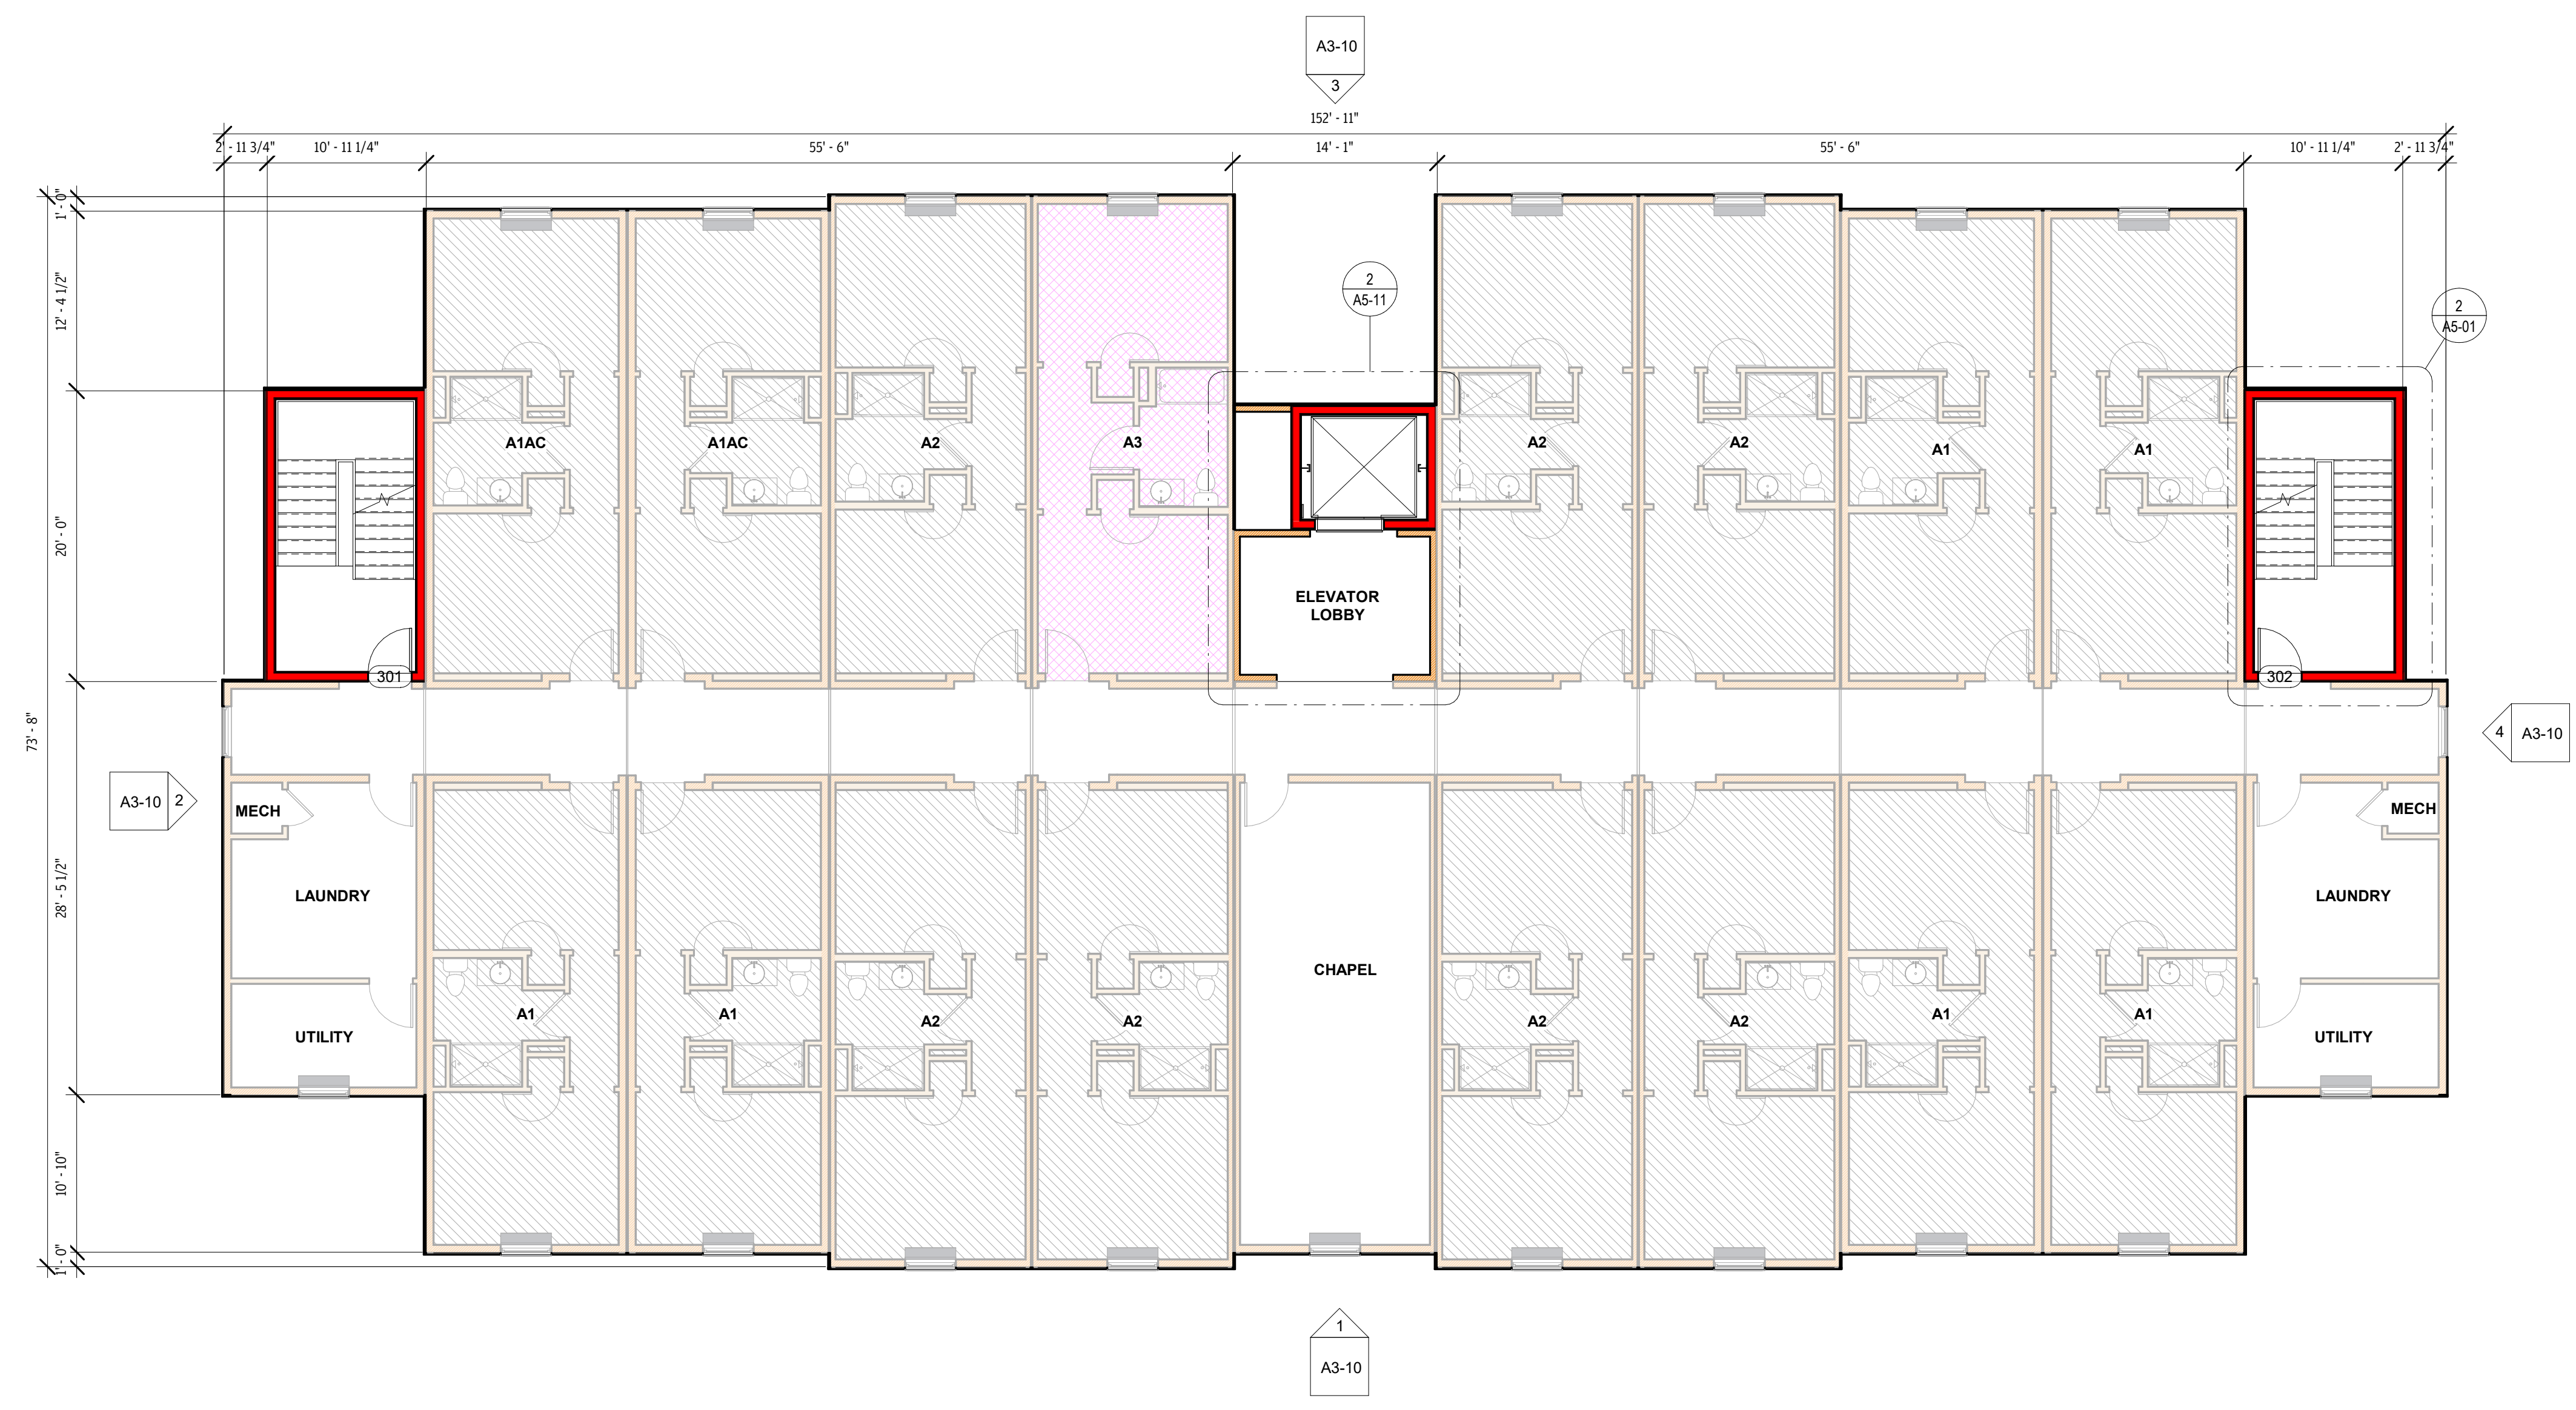 A3-10
3
152' - 11"
2' - 11 3/4"
10' - 11 1/4"
55' - 6"
14' - 1"
55' - 6"
10' - 11 1/4"
2' - 11 3/4"
1' - 0"
12' - 4 1/2"
20' - 0"
73' - 8"
28' - 5 1/2"
10' - 10"
1' - 0"
2
A5-11
2
A5-01
A1AC
A1AC
A2
A3
A2
A2
A1
A1
ELEVATOR
LOBBY
301
302
A3-10
2
4
A3-10
MECH
MECH
LAUNDRY
LAUNDRY
CHAPEL
A1
A1
A2
A2
A2
A2
A1
A1
UTILITY
UTILITY
1
A3-10